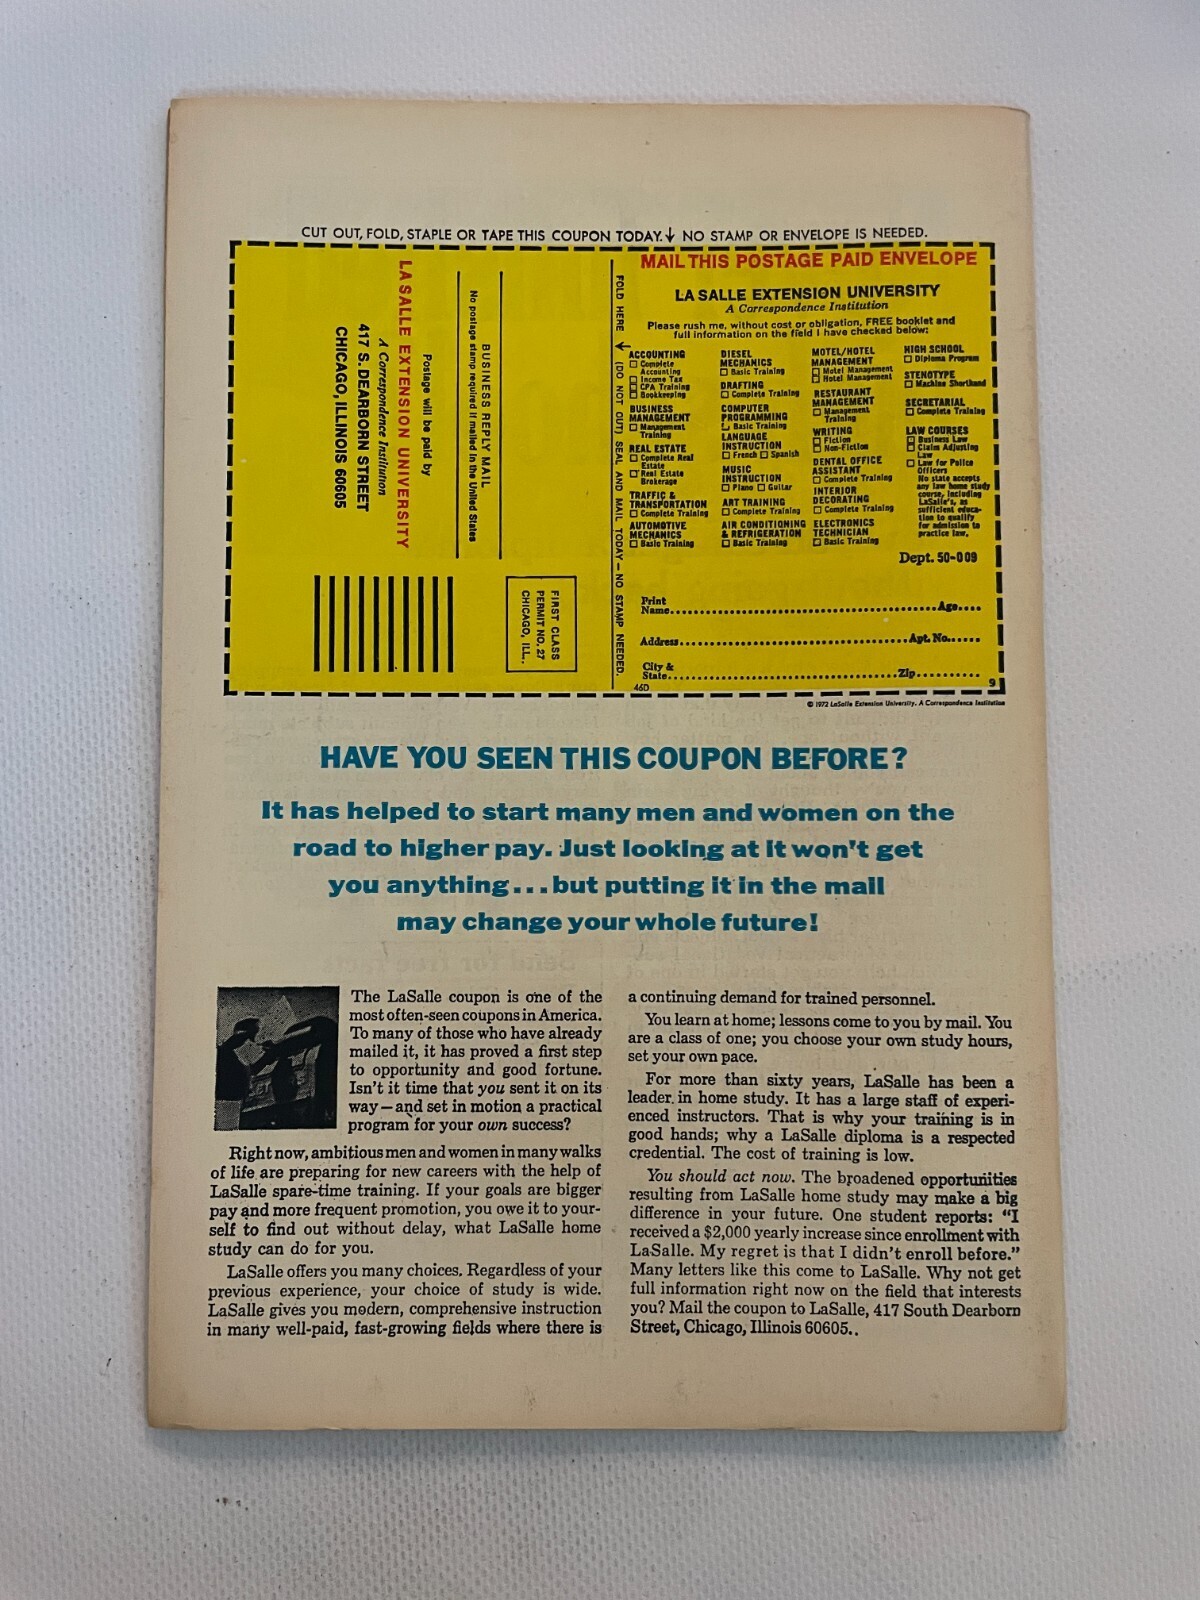 CUT OUT, FOLD, STAPLE OR TAPE THIS COUPON TODAY. ↓ NO STAMP OR ENVELOPE IS NEEDED.
No postage stamp required if mailed in the United States
BUSINESS REPLY MAIL
Postage will be paid by
LA SALLE EXTENSION UNIVERSITY
A Correspondence Institution
417 S. DEARBORN STREET
CHICAGO, ILLINOIS 60605
FIRST CLASS
PERMIT NO. 27
CHICAGO, ILL.
FOLD HERE → (DO NOT CUT) SEAL AND MAIL TODAY — NO STAMP NEEDED.
MAIL THIS POSTAGE PAID ENVELOPE
LA SALLE EXTENSION UNIVERSITY
A Correspondence Institution
Please rush me, without cost or obligation, FREE booklet and
full information on the field I have checked below:
ACCOUNTING
☐ Complete
Accounting
☐ Income Tax
☐ CPA Training
☐ Bookkeeping
BUSINESS
MANAGEMENT
☐ Management
Training
REAL ESTATE
☐ Complete Real
Estate
☐ Real Estate
Brokerage
TRAFFIC &
TRANSPORTATION
☐ Complete Training
AUTOMOTIVE
MECHANICS
☐ Basic Training
DIESEL
MECHANICS
☐ Basic Training
DRAFTING
☐ Complete Training
COMPUTER
PROGRAMMING
☐ Basic Training
LANGUAGE
INSTRUCTION
☐ French ☐ Spanish
MUSIC
INSTRUCTION
☐ Piano ☐ Guitar
ART TRAINING
☐ Complete Training
AIR CONDITIONING
& REFRIGERATION
☐ Basic Training
MOTEL/HOTEL
MANAGEMENT
☐ Motel Management
☐ Hotel Management
RESTAURANT
MANAGEMENT
☐ Management
Training
WRITING
☐ Fiction
☐ Non-Fiction
DENTAL OFFICE
ASSISTANT
☐ Complete Training
INTERIOR
DECORATING
☐ Complete Training
ELECTRONICS
TECHNICIAN
☐ Basic Training
HIGH SCHOOL
☐ Diploma Program
STENOTYPE
☐ Machine Shorthand
SECRETARIAL
☐ Complete Training
LAW COURSES
☐ Business Law
☐ Claim Adjusting
Law
☐ Law for Police
Officers
No state accepts
any law home study
course, including
LaSalle's, as
sufficient educa-
tion to qualify
for admission to
practice law.
Dept. 50-009
Print
Name Age
Address Apt. No.
City &
State Zip
46D 9
© 1972 LaSalle Extension University. A Correspondence Institution
HAVE YOU SEEN THIS COUPON BEFORE?
It has helped to start many men and women on the
road to higher pay. Just looking at it won't get
you anything...but putting it in the mail
may change your whole future!
The LaSalle coupon is one of the
most often-seen coupons in America.
To many of those who have already
mailed it, it has proved a first step
to opportunity and good fortune.
Isn't it time that you sent it on its
way—and set in motion a practical
program for your own success?
Right now, ambitious men and women in many walks
of life are preparing for new careers with the help of
LaSalle spare-time training. If your goals are bigger
pay and more frequent promotion, you owe it to your-
self to find out without delay, what LaSalle home
study can do for you.
LaSalle offers you many choices. Regardless of your
previous experience, your choice of study is wide.
LaSalle gives you modern, comprehensive instruction
in many well-paid, fast-growing fields where there is
a continuing demand for trained personnel.
You learn at home; lessons come to you by mail. You
are a class of one; you choose your own study hours,
set your own pace.
For more than sixty years, LaSalle has been a
leader in home study. It has a large staff of experi-
enced instructors. That is why your training is in
good hands; why a LaSalle diploma is a respected
credential. The cost of training is low.
You should act now. The broadened opportunities
resulting from LaSalle home study may make a big
difference in your future. One student reports: "I
received a $2,000 yearly increase since enrollment with
LaSalle. My regret is that I didn't enroll before."
Many letters like this come to LaSalle. Why not get
full information right now on the field that interests
you? Mail the coupon to LaSalle, 417 South Dearborn
Street, Chicago, Illinois 60605..